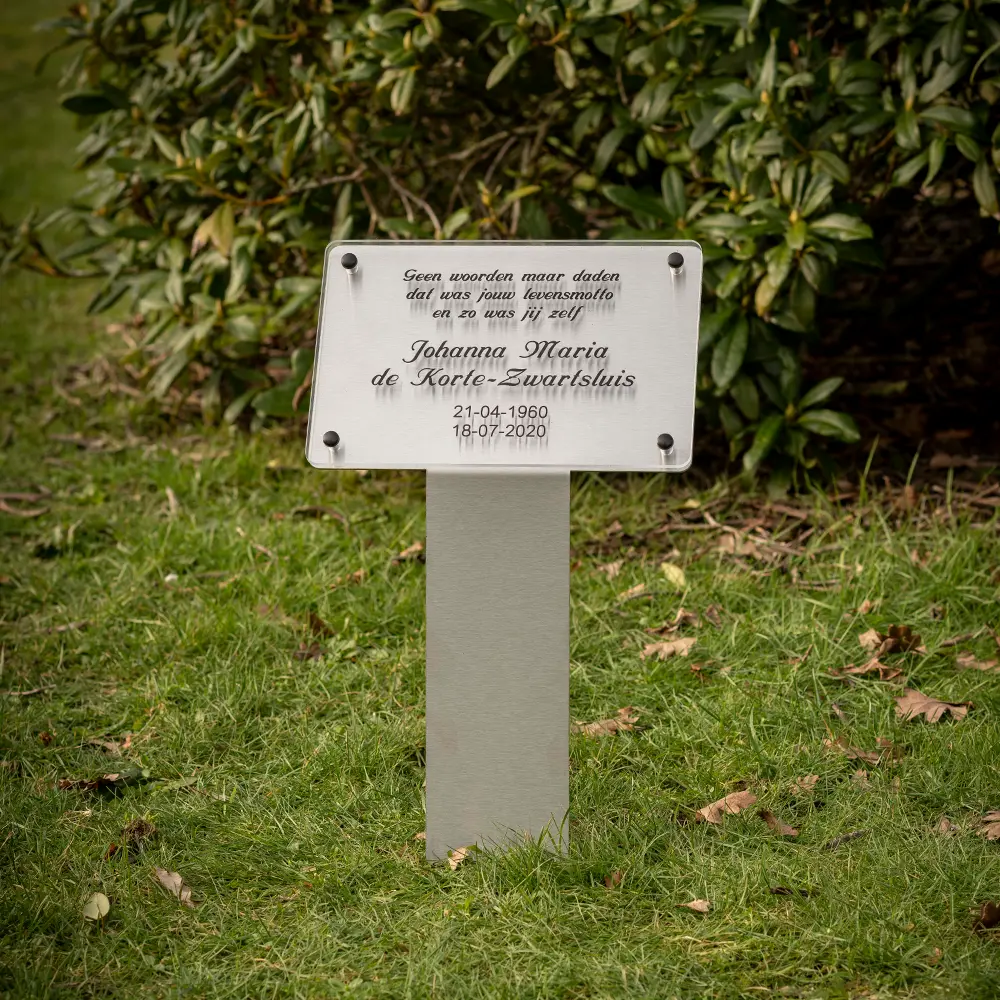 Geen woorden maar daden
dat was jouw levensmotto
en zo was jij zelf
Johanna Maria
de Korte-Zwartsluis
21-04-1960
18-07-2020